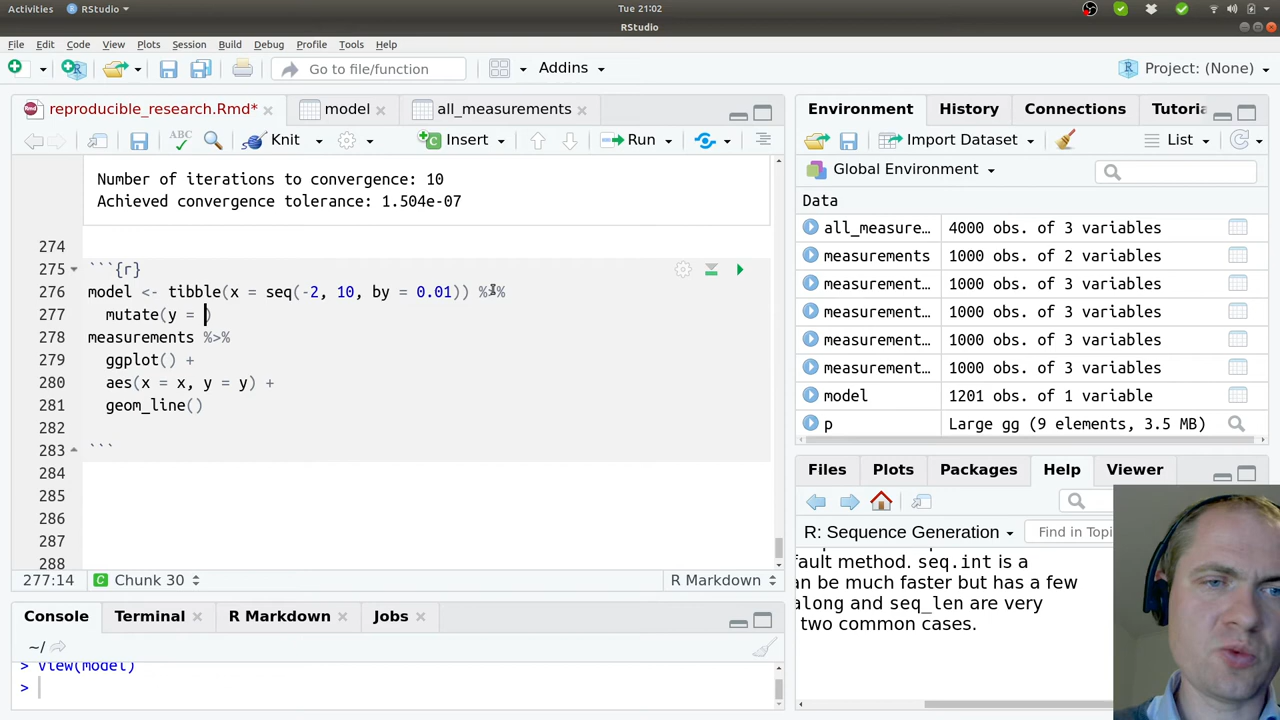 Activities RStudio Tue 21:02
RStudio
File Edit Code View Plots Session Build Debug Profile Tools Help
Go to file/function Addins Project: (None)
reproducible_research.Rmd* model all_measurements
Knit Insert Run
Number of iterations to convergence: 10
Achieved convergence tolerance: 1.504e-07
274
275 ```{r}
276 model <- tibble(x = seq(-2, 10, by = 0.01)) %>%
277 mutate(y = )
278 measurements %>%
279 ggplot() +
280 aes(x = x, y = y) +
281 geom_line()
282
283 ```
284
285
286
287
288
277:14 Chunk 30 R Markdown
Console Terminal R Markdown Jobs
~/
> View(model)
>
Environment History Connections Tutoria
Import Dataset List
Global Environment
Data
all_measure… 4000 obs. of 3 variables
measurements 1000 obs. of 2 variables
measurement… 1000 obs. of 3 variables
measurement… 1000 obs. of 3 variables
measurement… 1000 obs. of 3 variables
measurement… 1000 obs. of 3 variables
model 1201 obs. of 1 variable
p Large gg (9 elements, 3.5 MB)
Files Plots Packages Help Viewer
R: Sequence Generation Find in Topi
fault method. seq.int is a
an be much faster but has a few
along and seq_len are very
two common cases.